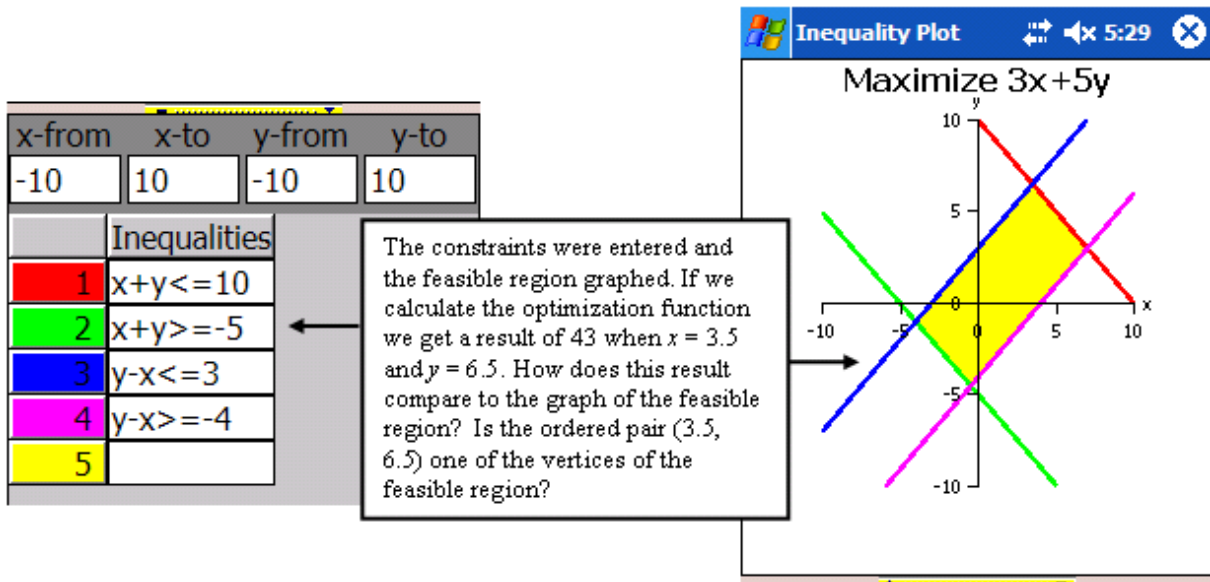 x-from x-to y-from y-to
-10 10 -10 10
Inequalities
1 x+y<=10
2 x+y>=-5
3 y-x<=3
4 y-x>=-4
5
The constraints were entered and
the feasible region graphed. If we
calculate the optimization function
we get a result of 43 when x = 3.5
and y = 6.5. How does this result
compare to the graph of the feasible
region? Is the ordered pair (3.5,
6.5) one of the vertices of the
feasible region?
Inequality Plot 5:29
Maximize 3x+5y
y
10
5
0 x
-10 -5 0 5 10
-5
-10